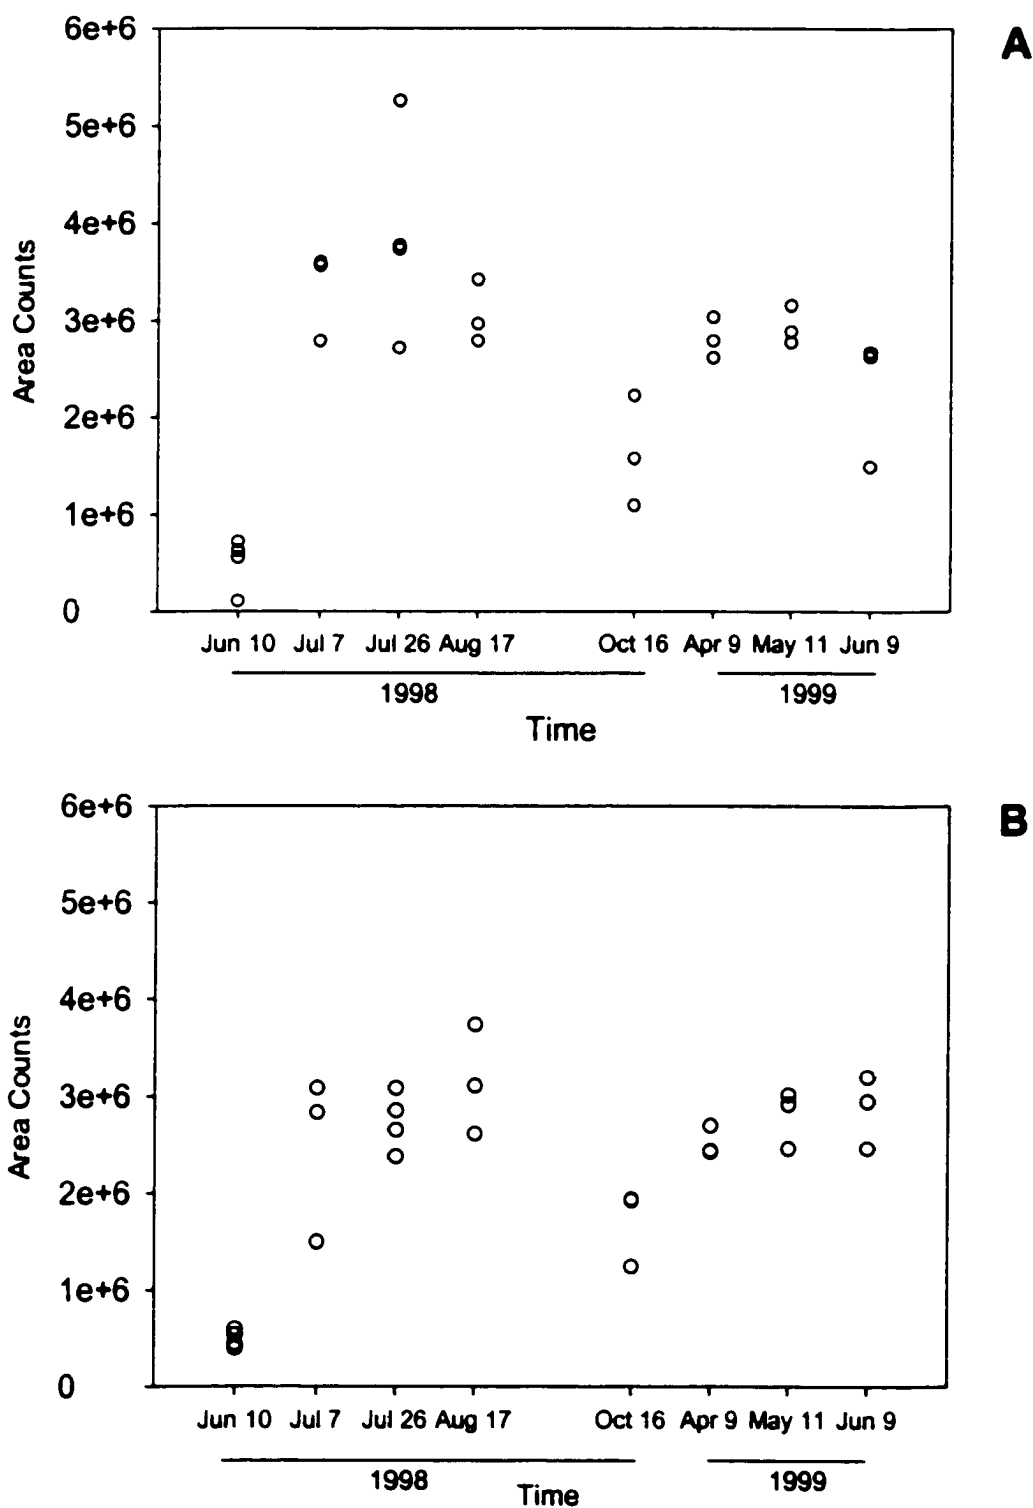 A
6e+6
5e+6
4e+6
3e+6
2e+6
1e+6
0
Area Counts
Jun 10 Jul 7 Jul 26 Aug 17 Oct 16 Apr 9 May 11 Jun 9
1998 1999
Time
B
6e+6
5e+6
4e+6
3e+6
2e+6
1e+6
0
Area Counts
Jun 10 Jul 7 Jul 26 Aug 17 Oct 16 Apr 9 May 11 Jun 9
1998 1999
Time